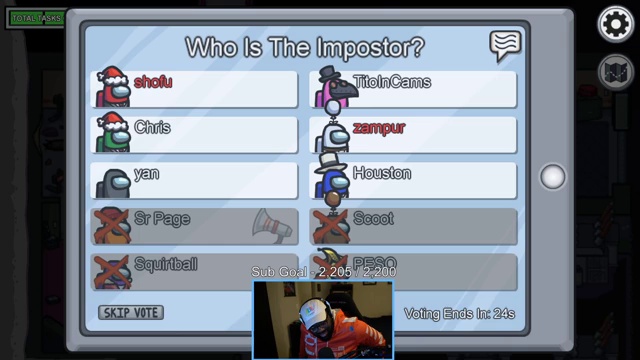 TOTAL TASKS
Who Is The Impostor?
shofu
TitoInCams
Chris
zampur
yan
Houston
Sr Page
Scoot
Squirtball
PESO
Sub Goal - 2,205 / 2,200
SKIP VOTE
Voting Ends In: 24s